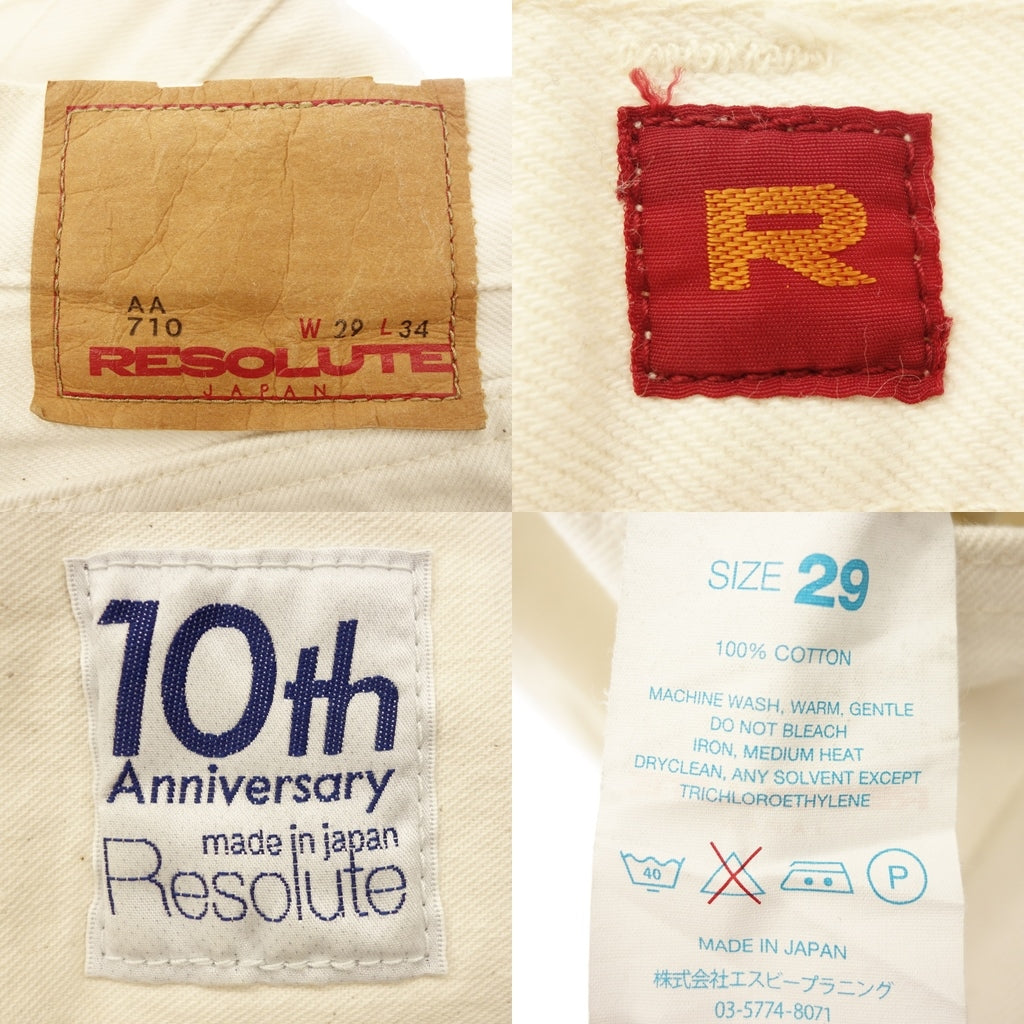 AA
710 W 29 L 34
RESOLUTE
JAPAN
R
10th
Anniversary
made in japan
Resolute
SIZE 29
100% COTTON
MACHINE WASH, WARM, GENTLE
DO NOT BLEACH
IRON, MEDIUM HEAT
DRYCLEAN, ANY SOLVENT EXCEPT
TRICHLOROETHYLENE
40 P
MADE IN JAPAN
株式会社エスピープラニング
03-5774-8071